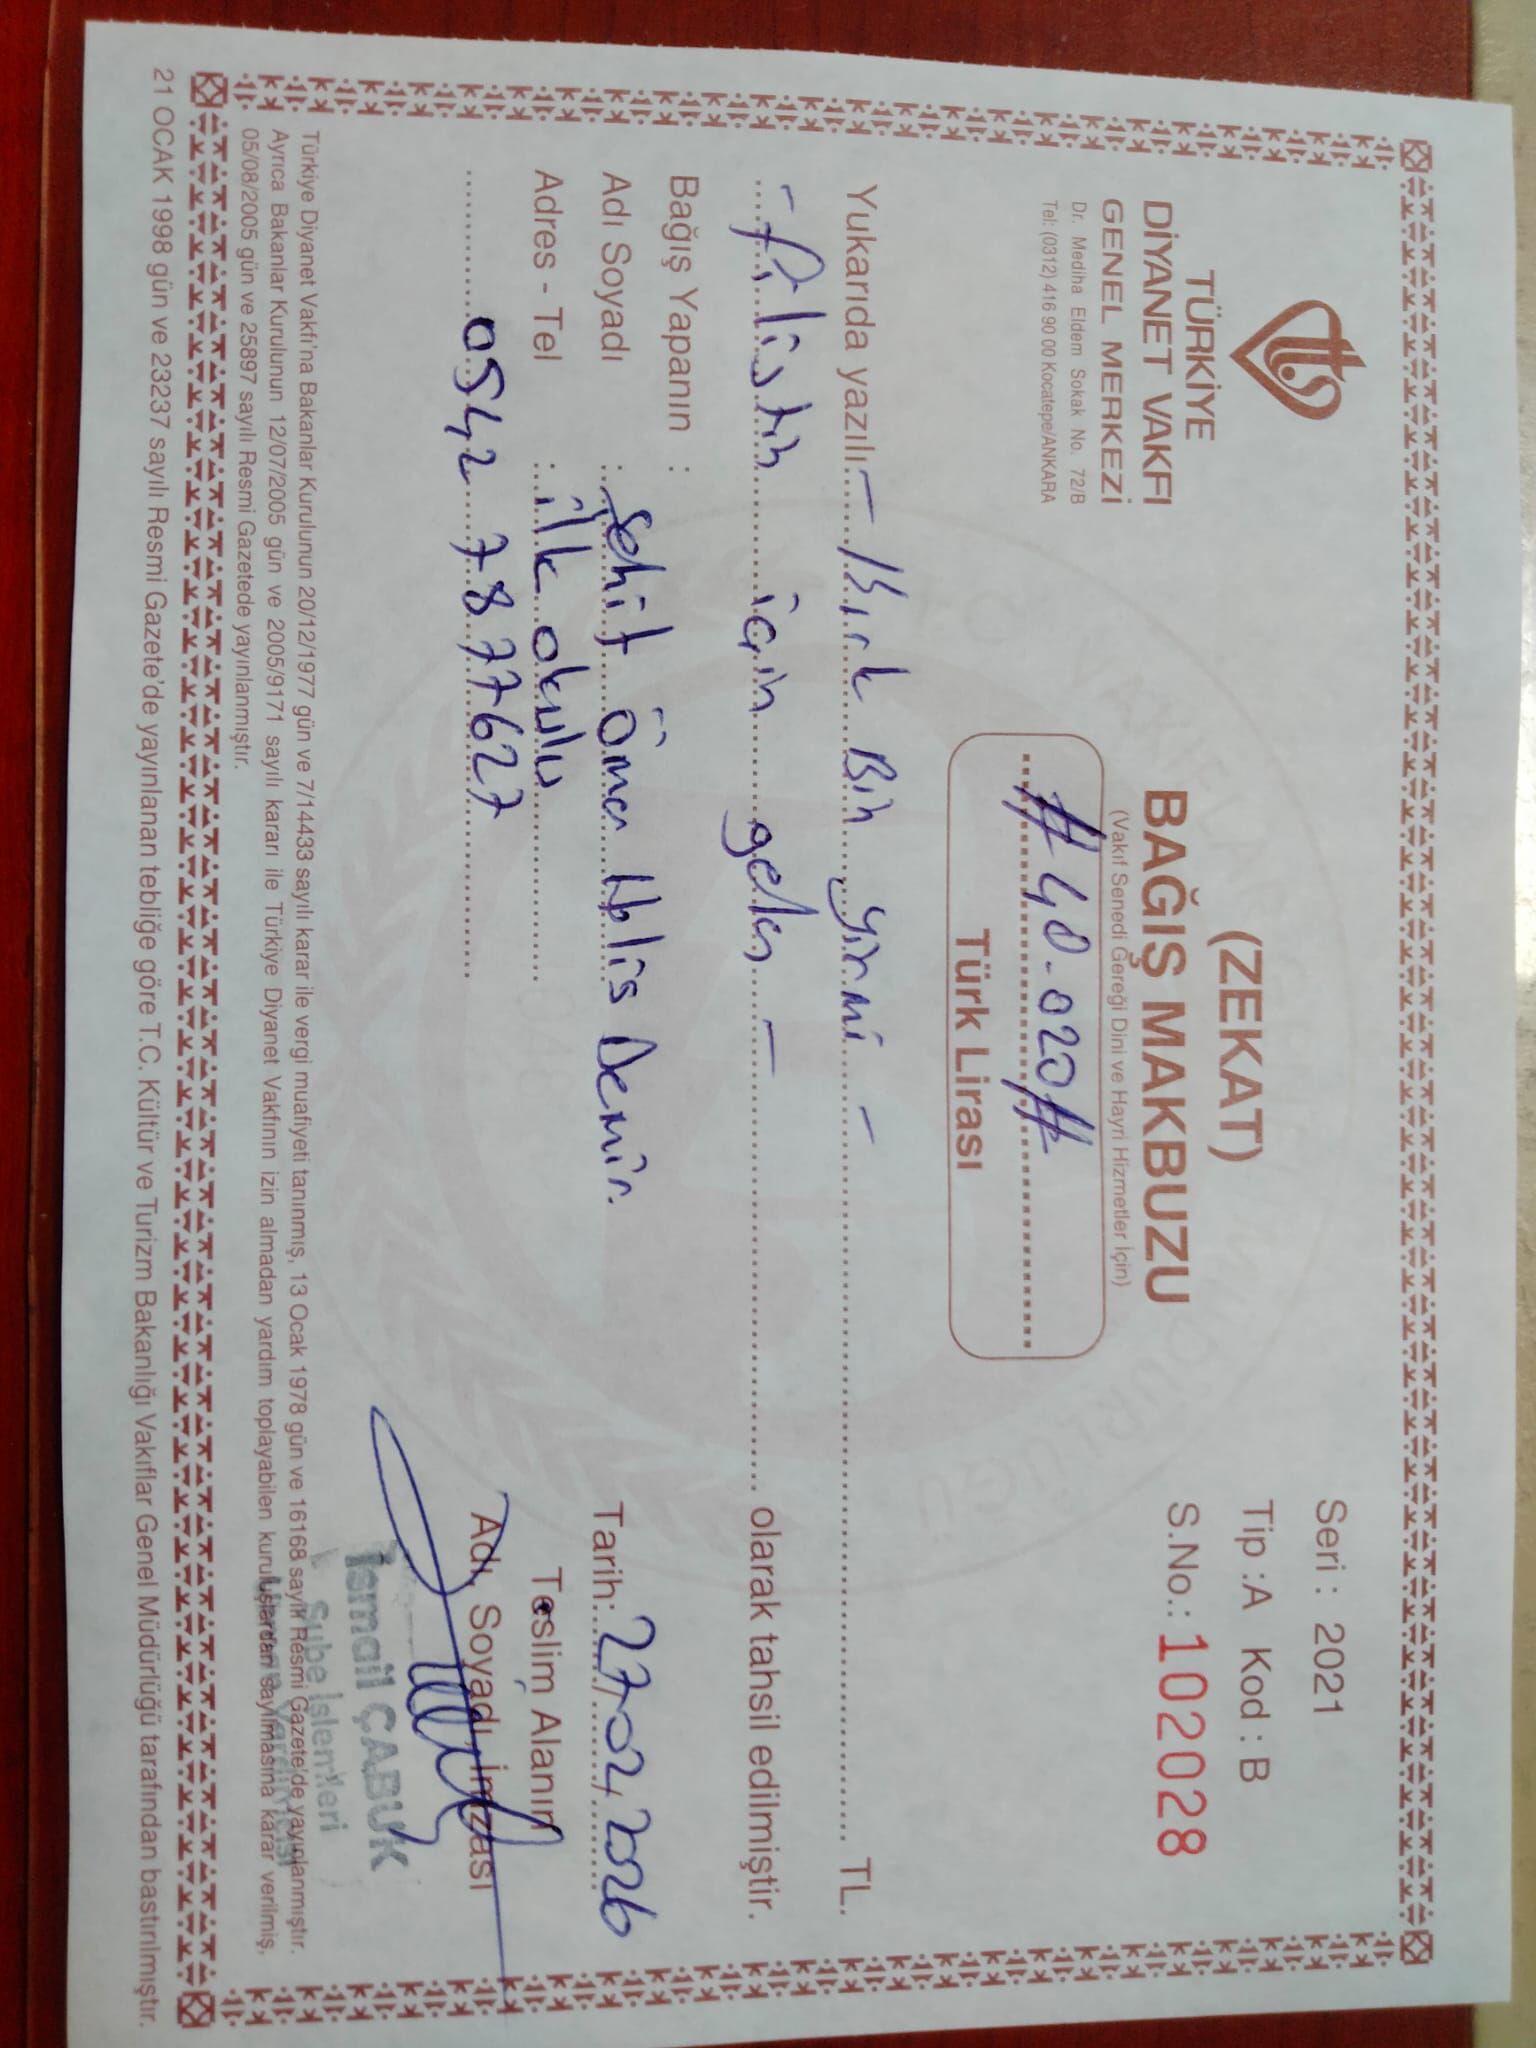 TÜRKİYE
DİYANET VAKFI
GENEL MERKEZİ
Dr. Mediha Eldem Sokak No. 72/B
Tel: (0312) 416 90 00 Kocatepe/ANKARA
(ZEKAT)
BAĞIŞ MAKBUZU
(Vakıf Senedi Gereği Dini ve Hayri Hizmetler İçin)
# 40.020 #
Türk Lirası
Seri : 2021
Tip : A Kod : B
S.No.: 102028
Yukarıda yazılı - Kırk Bin yirmi - TL.
- filistin için gelen - olarak tahsil edilmiştir.
Bağış Yapanın :
Adı Soyadı : Şehit Ömer Halis Demir.
Adres - Tel : ilk okulu
0542 787 7627
Tarih: 27/02/2026
Teslim Alanın
Adı, Soyadı, imzası
İsmail ÇABUK
Şube İşlemleri
Türkiye Diyanet Vakfı'na Bakanlar Kurulunun 20/12/1977 gün ve 7/14433 sayılı karar ile vergi muafiyeti tanınmış, 13 Ocak 1978 gün ve 16168 sayılı Resmi Gazete'de yayınlanmıştır.
Ayrıca Bakanlar Kurulunun 12/07/2005 gün ve 2005/9171 sayılı kararı ile Türkiye Diyanet Vakfının izin almadan yardım toplayabilen kuruluşlardan sayılmasına karar verilmiş,
05/08/2005 gün ve 25897 sayılı Resmi Gazetede yayınlanmıştır.
21 OCAK 1998 gün ve 23237 sayılı Resmi Gazete'de yayınlanan tebliğe göre T.C. Kültür ve Turizm Bakanlığı Vakıflar Genel Müdürlüğü tarafından bastırılmıştır.